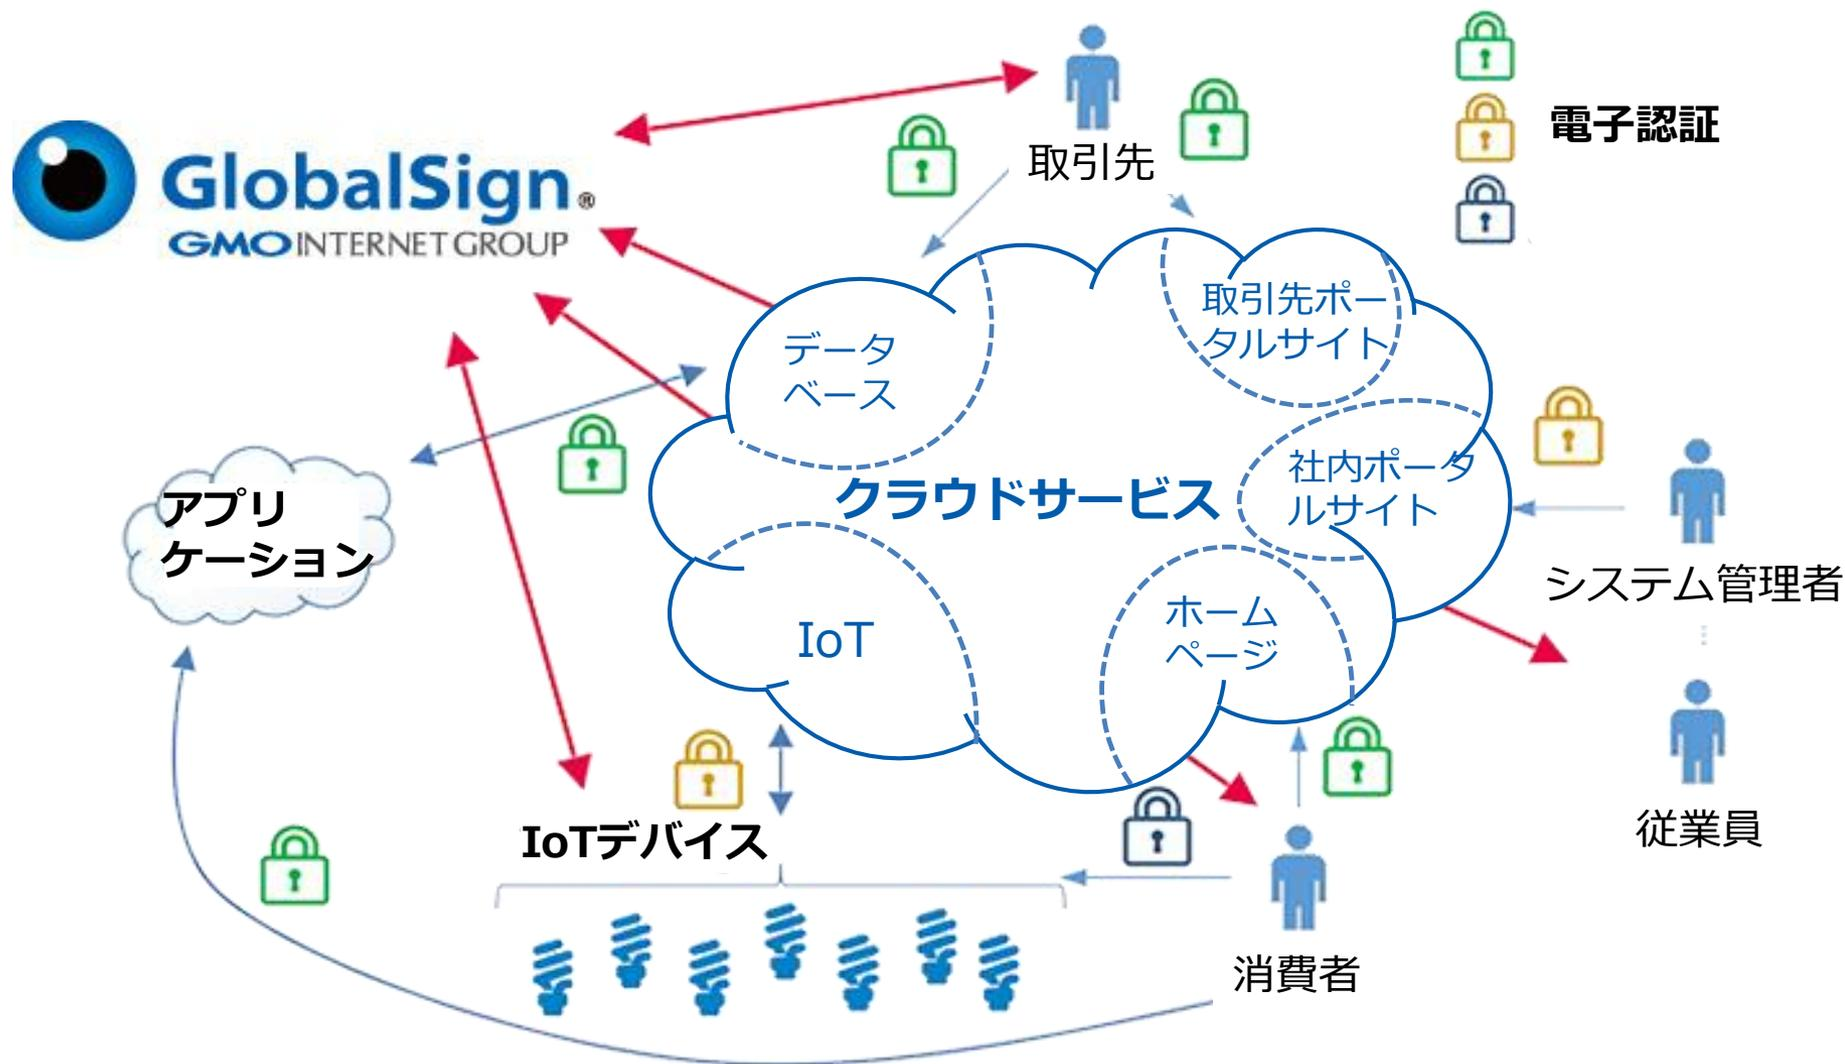 取引先
電子認証
GlobalSign®
GMO INTERNET GROUP
取引先ポー
タルサイト
データ
ベース
社内ポータ
ルサイト
クラウドサービス
アプリ
ケーション
システム管理者
ホーム
ページ
IoT
従業員
IoTデバイス
消費者